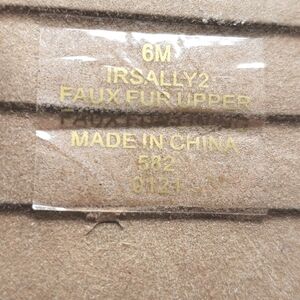 6M
IRSALLY2
FAUX FUR UPPER
MADE IN CHINA
582
0121